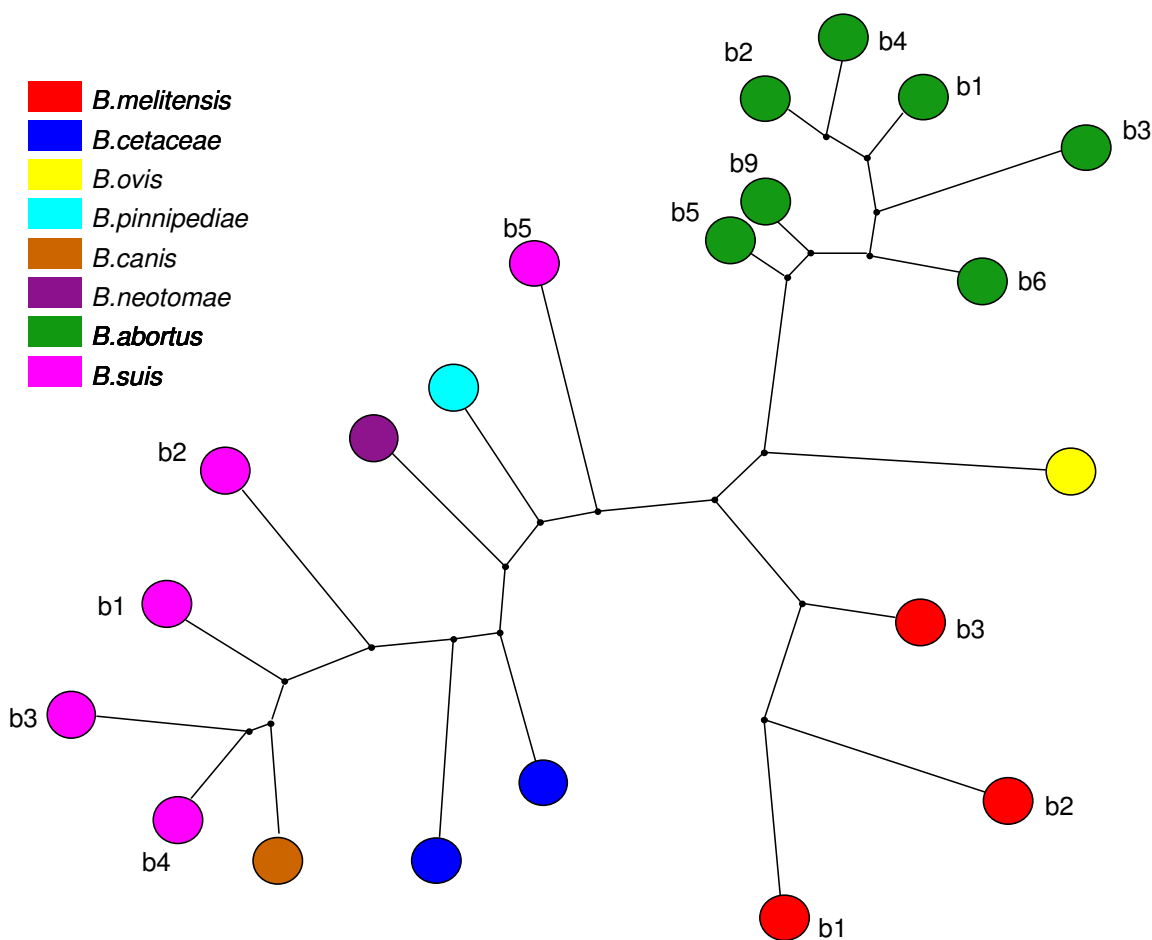 B.melitensis
B.cetaceae
B.ovis
B.pinnipediae
B.canis
B.neotomae
B.abortus
B.suis
b4
b2
b1
b3
b9
b5
b6
b5
b2
b1
b3
b4
b3
b2
b1